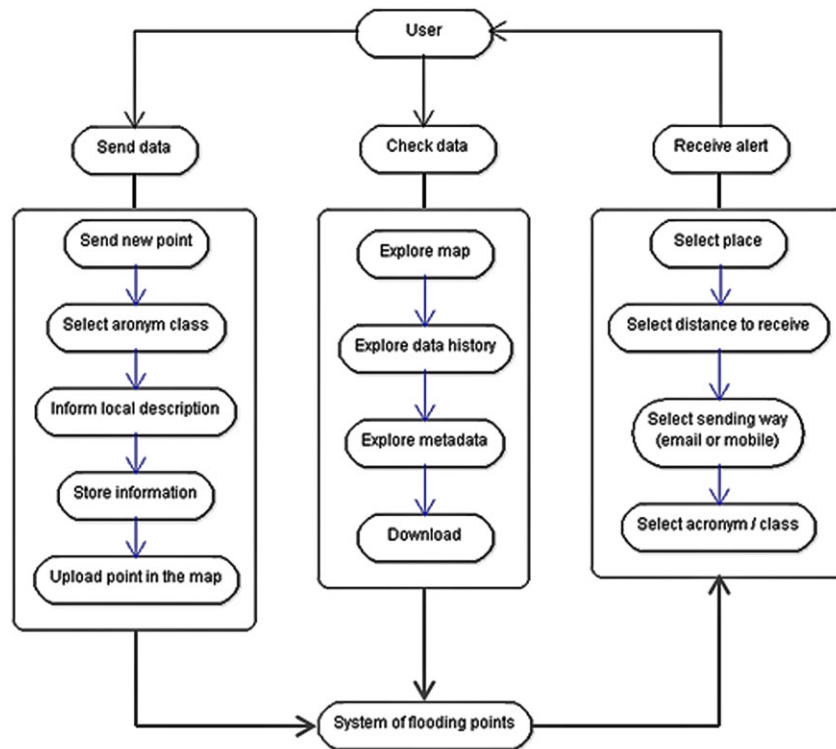 User
Send data
Check data
Receive alert
Send new point
Select aronym class
Inform local description
Store information
Upload point in the map
Explore map
Explore data history
Explore metadata
Download
Select place
Select distance to receive
Select sending way
(email or mobile)
Select acronym / class
System of flooding points